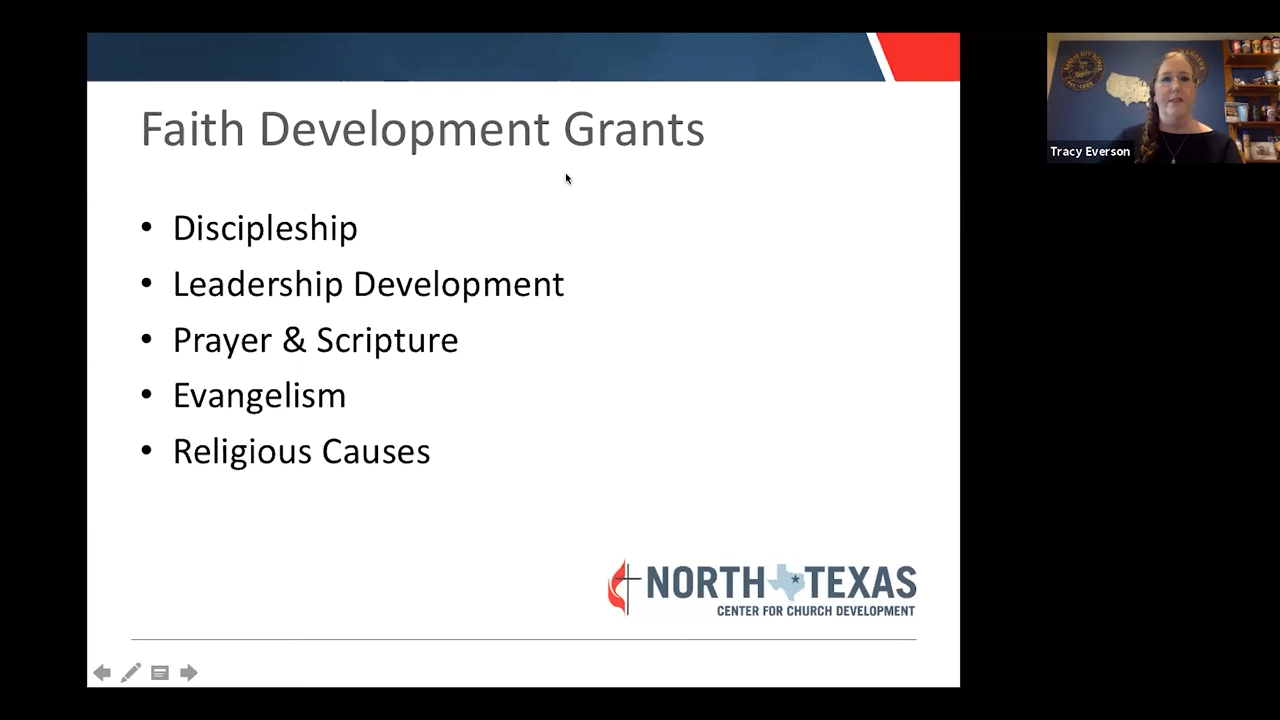 Faith Development Grants
• Discipleship
• Leadership Development
• Prayer & Scripture
• Evangelism
• Religious Causes
NORTH TEXAS
CENTER FOR CHURCH DEVELOPMENT
Tracy Everson